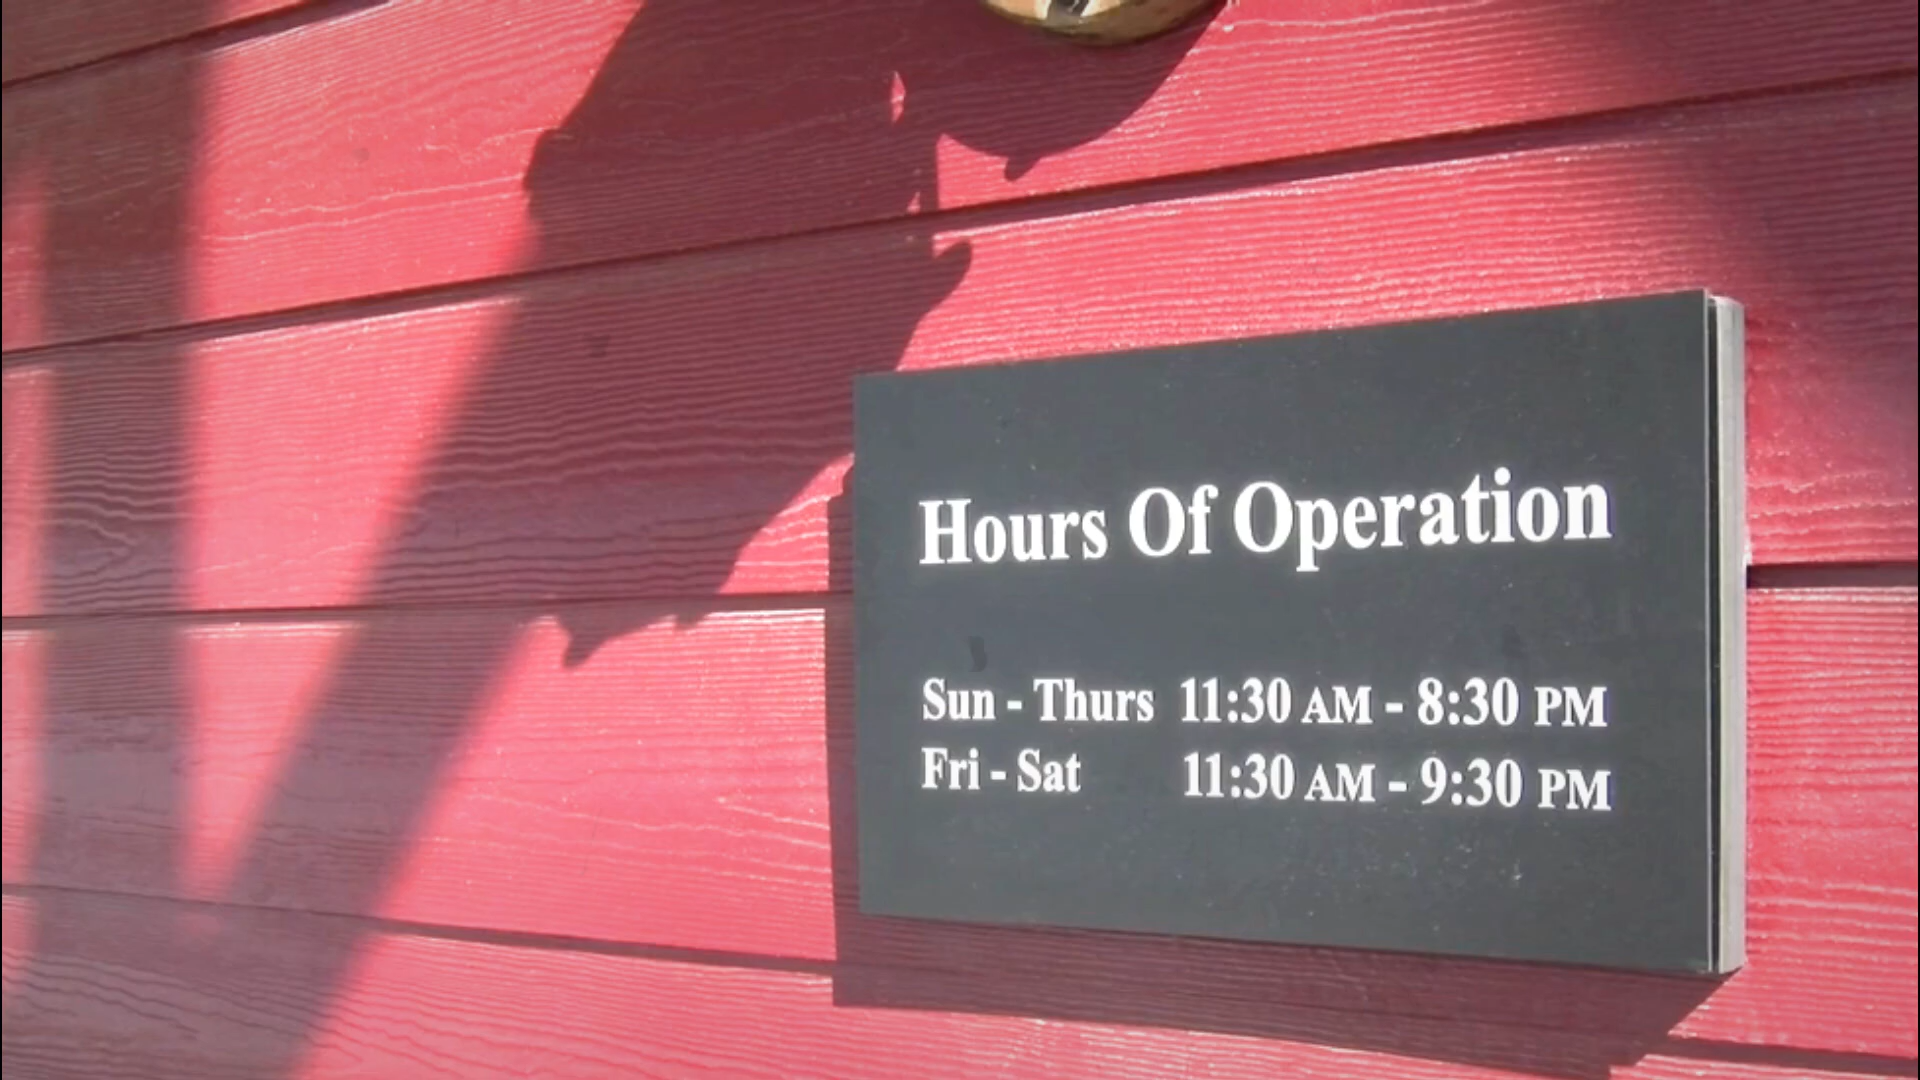 Hours Of Operation
Sun - Thurs 11:30 AM - 8:30 PM
Fri - Sat 11:30 AM - 9:30 PM